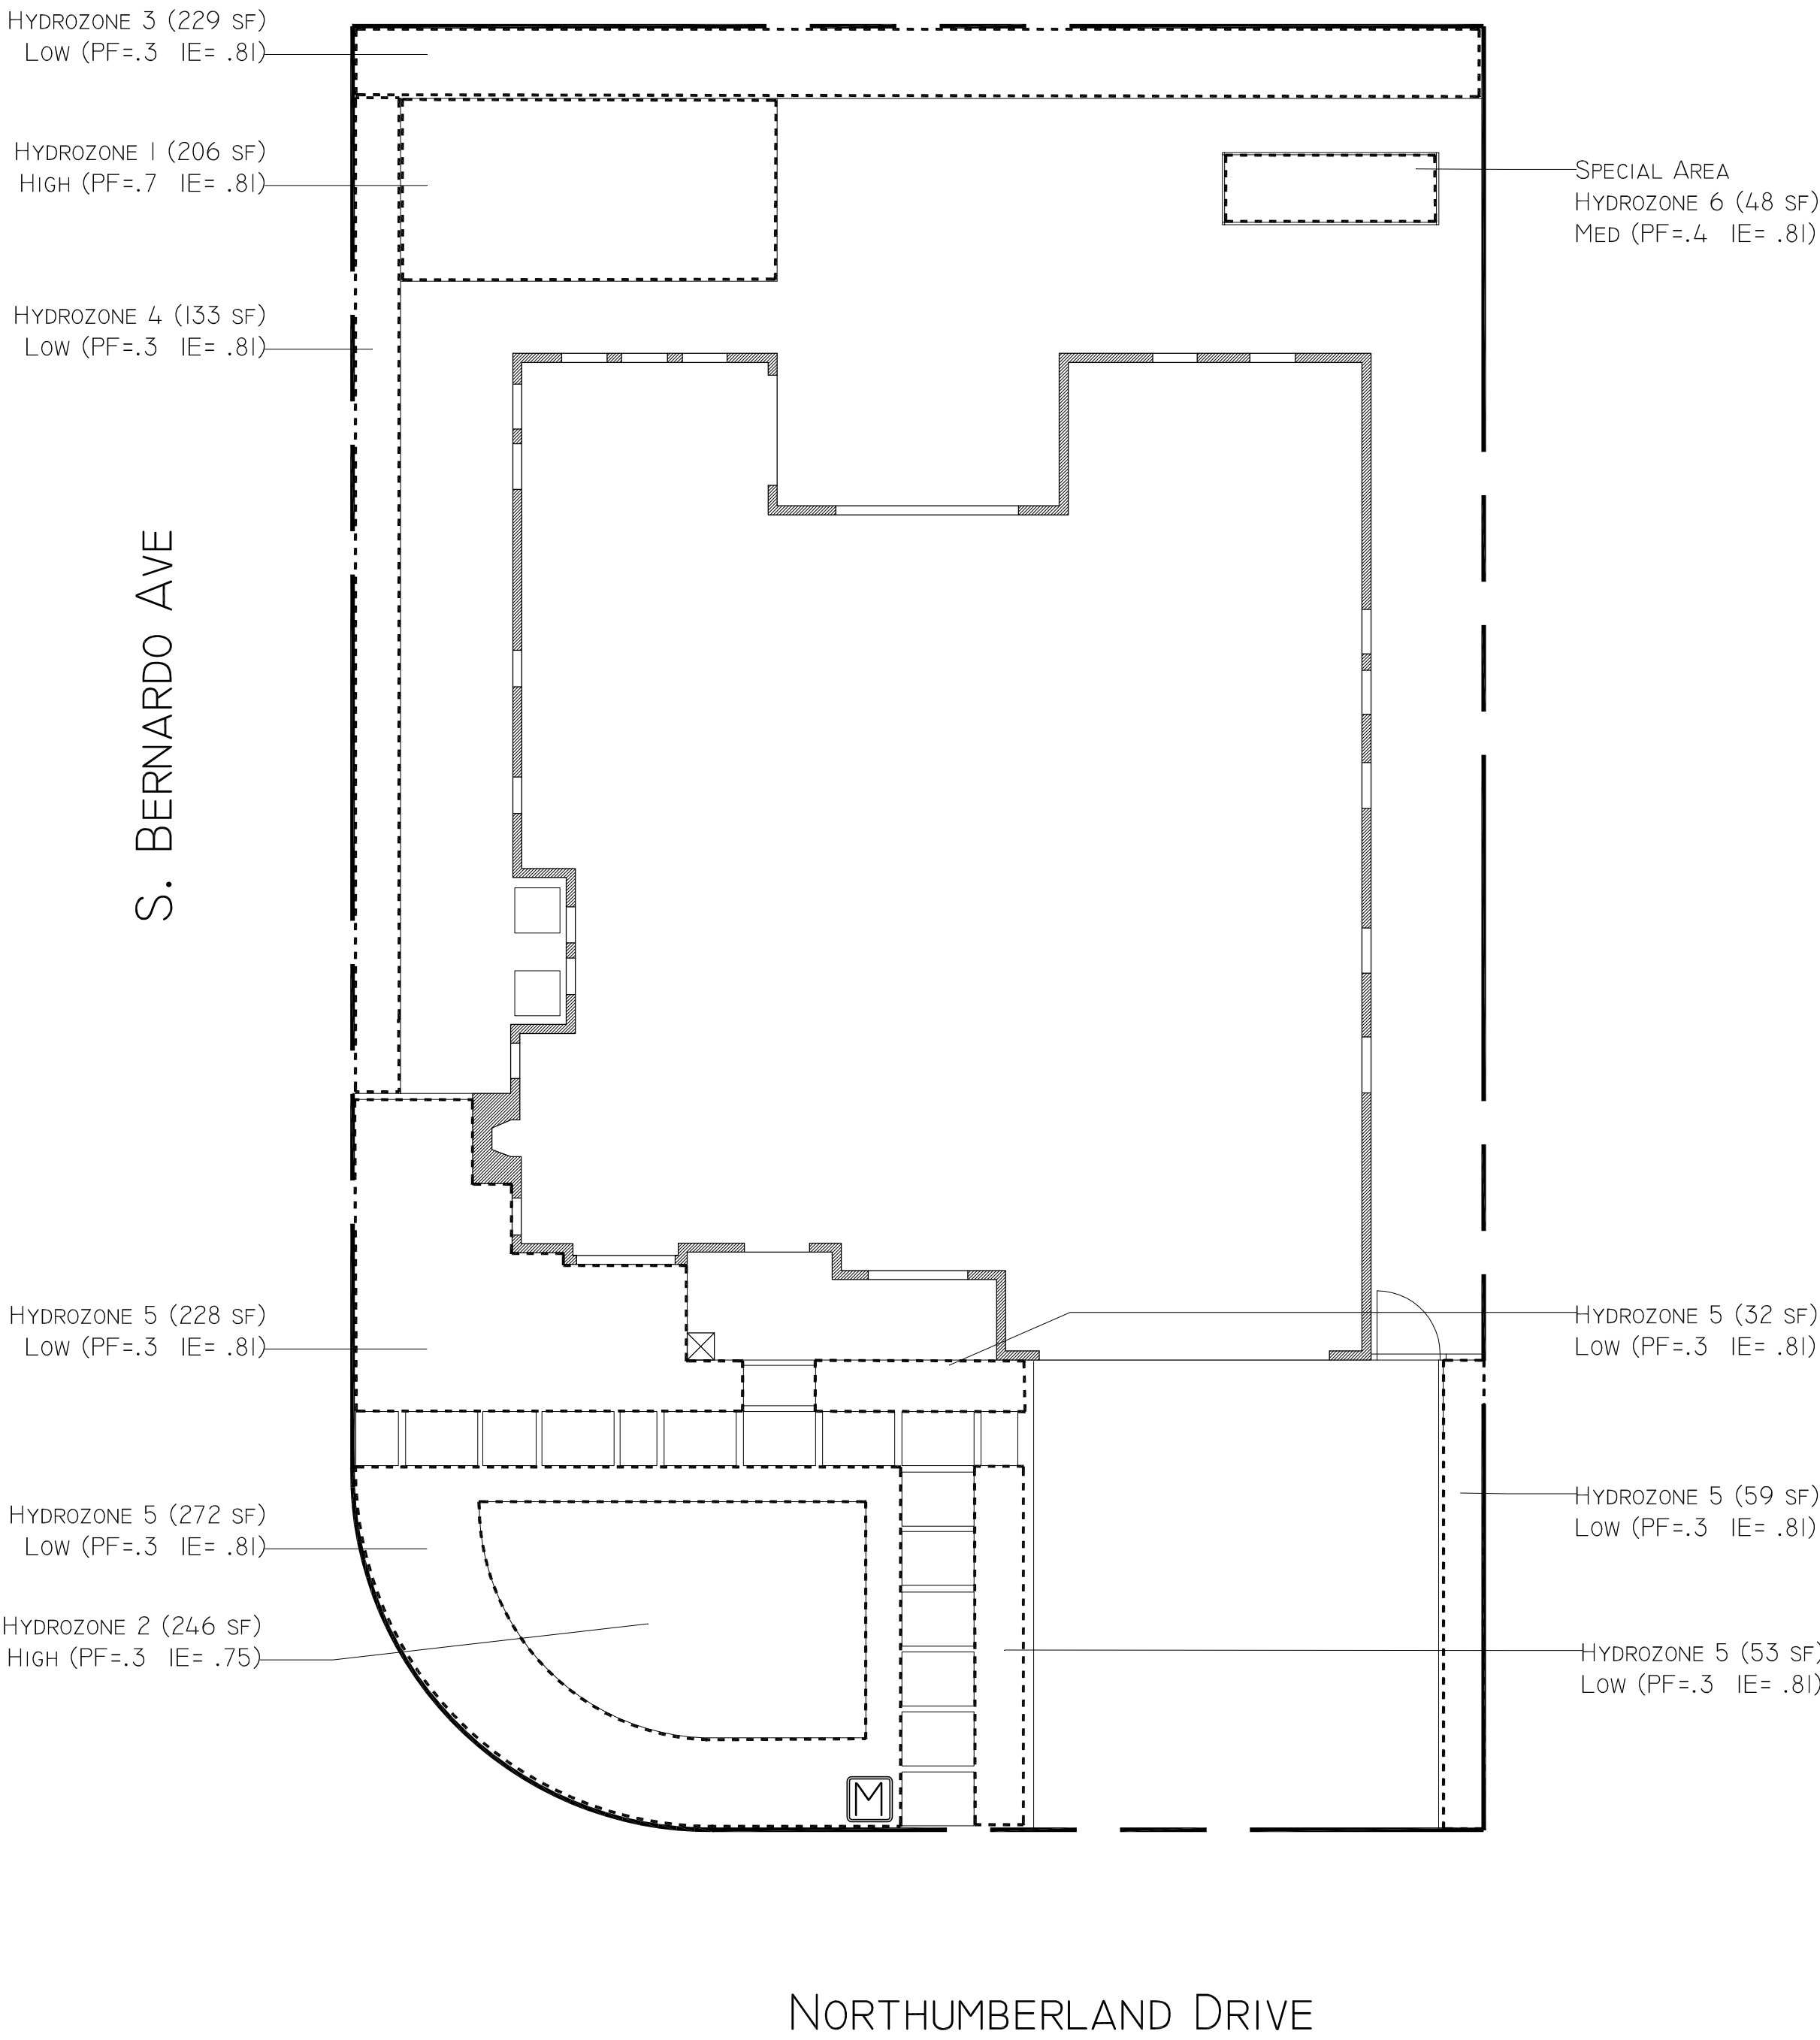 Hydrozone 3 (229 sf)
Low (PF=.3 IE= .81)
Hydrozone 1 (206 sf)
High (PF=.7 IE= .81)
Special Area
Hydrozone 6 (48 sf)
Med (PF=.4 IE= .81)
Hydrozone 4 (133 sf)
Low (PF=.3 IE= .81)
S. Bernardo Ave
Hydrozone 5 (228 sf)
Low (PF=.3 IE= .81)
Hydrozone 5 (32 sf)
Low (PF=.3 IE= .81)
Hydrozone 5 (59 sf)
Low (PF=.3 IE= .81)
Hydrozone 5 (272 sf)
Low (PF=.3 IE= .81)
Hydrozone 2 (246 sf)
High (PF=.3 IE= .75)
Hydrozone 5 (53 sf)
Low (PF=.3 IE= .81)
M
Northumberland Drive